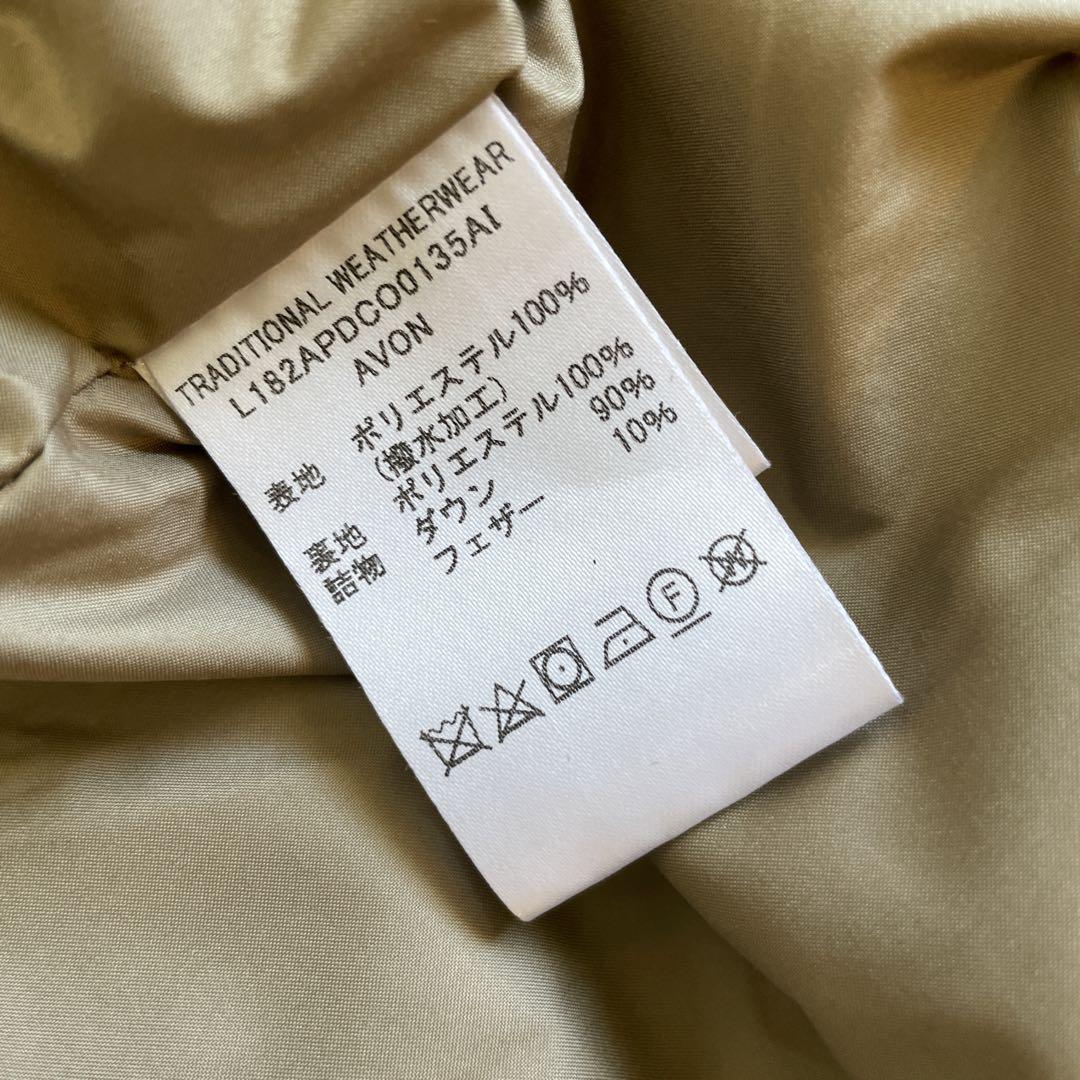 TRADITIONAL WEATHERWEAR
L182APDCO0135AI
AVON
表地 ポリエステル100%
(撥水加工)
裏地 ポリエステル100%
詰物 ダウン 90%
フェザー 10%
F
W